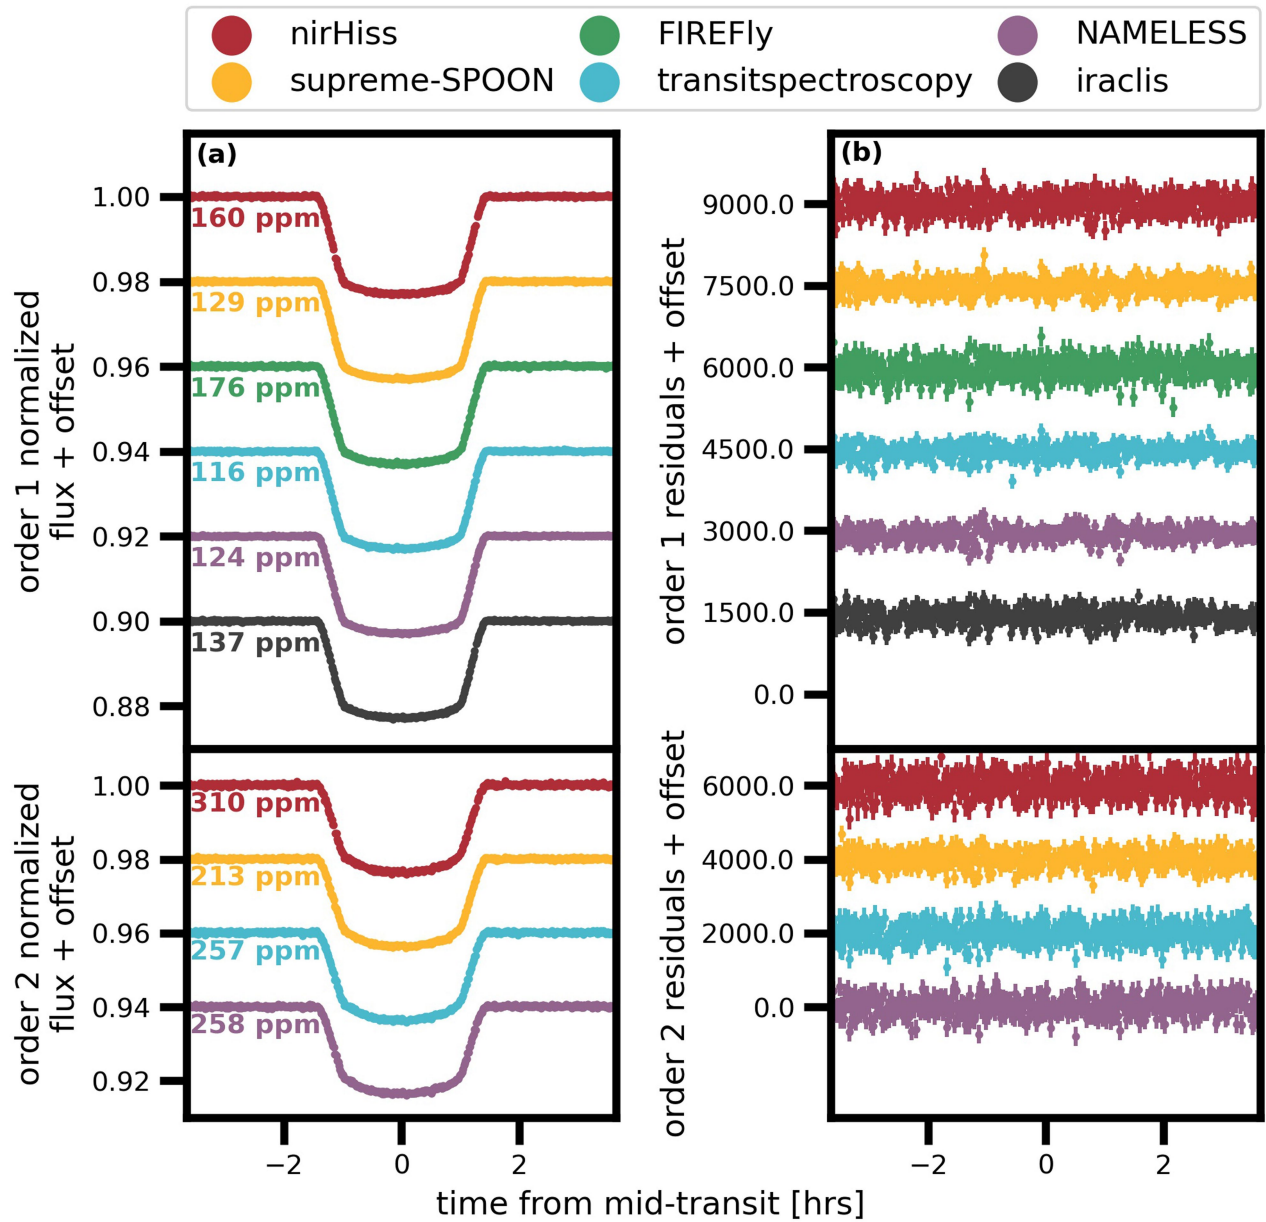 nirHiss FIREFly NAMELESS
supreme-SPOON transitspectroscopy iraclis
(a)
order 1 normalized
flux + offset
1.00
0.98
0.96
0.94
0.92
0.90
0.88
160 ppm
129 ppm
176 ppm
116 ppm
124 ppm
137 ppm
(b)
order 1 residuals + offset
9000.0
7500.0
6000.0
4500.0
3000.0
1500.0
0.0
order 2 normalized
flux + offset
1.00
0.98
0.96
0.94
0.92
310 ppm
213 ppm
257 ppm
258 ppm
order 2 residuals + offset
6000.0
4000.0
2000.0
0.0
−2 0 2 −2 0 2
time from mid-transit [hrs]